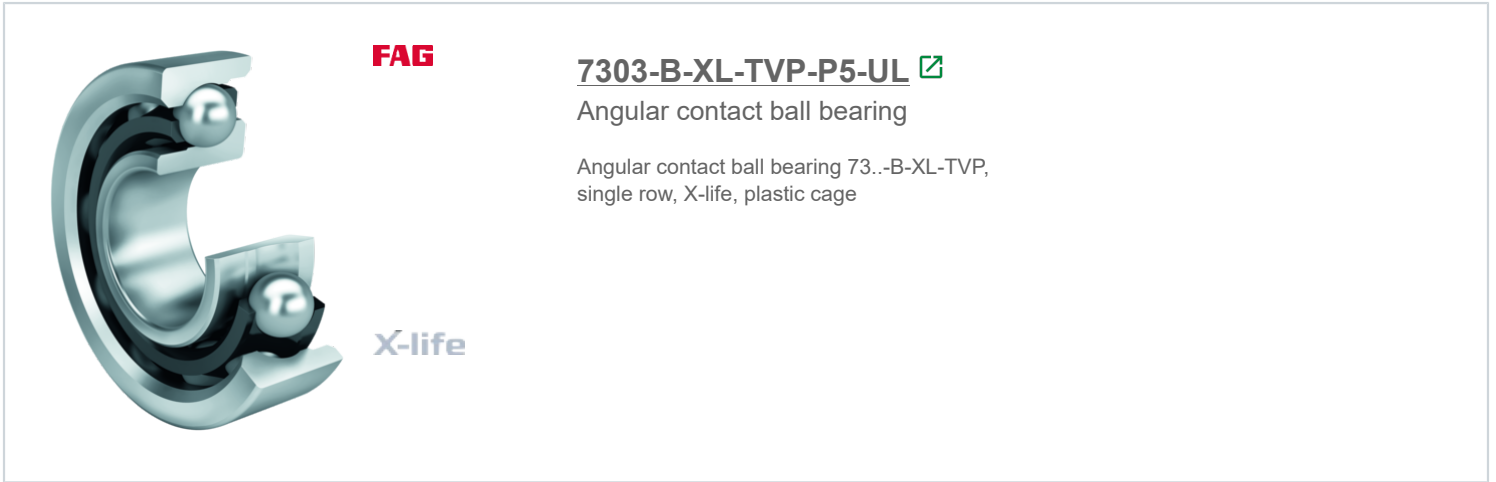 FAG
7303-B-XL-TVP-P5-UL
Angular contact ball bearing
Angular contact ball bearing 73..-B-XL-TVP,
single row, X-life, plastic cage
X-life